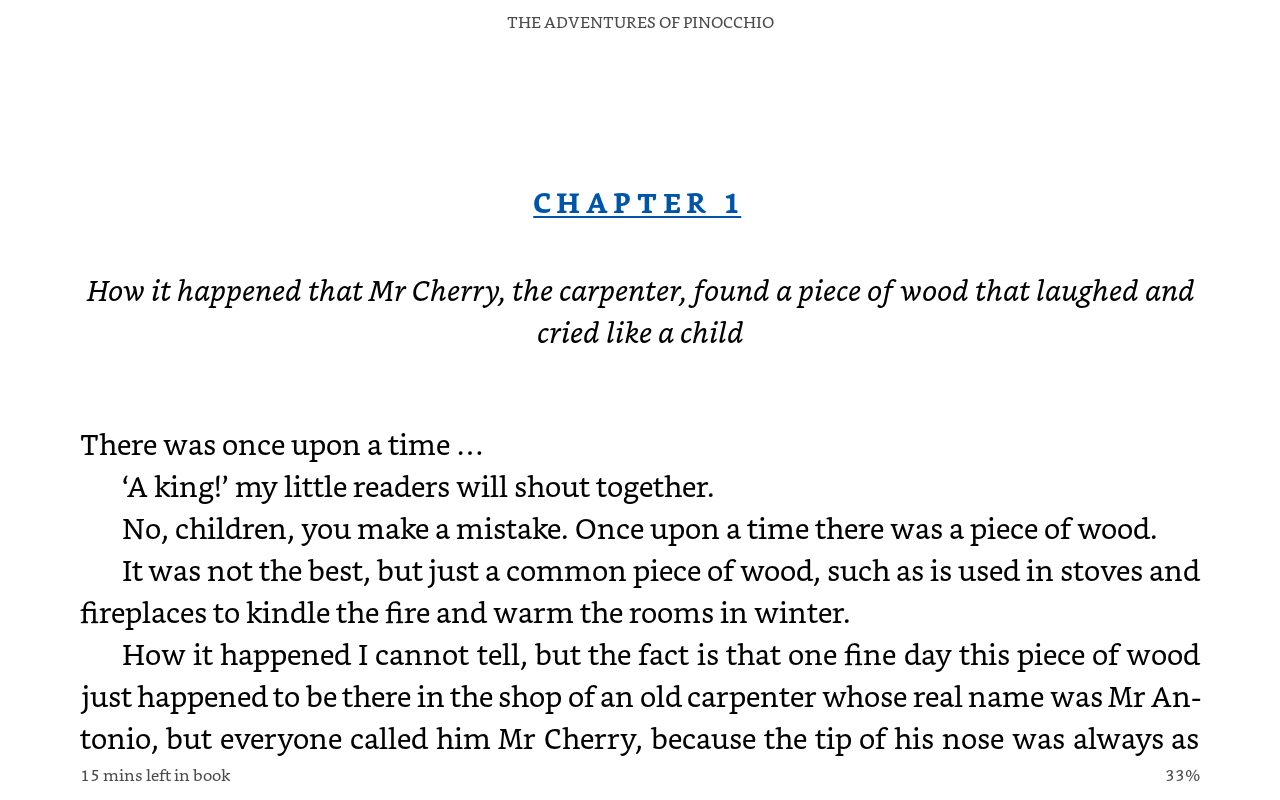 THE ADVENTURES OF PINOCCHIO
CHAPTER 1
How it happened that Mr Cherry, the carpenter, found a piece of wood that laughed and
cried like a child
There was once upon a time …
‘A king!’ my little readers will shout together.
No, children, you make a mistake. Once upon a time there was a piece of wood.
It was not the best, but just a common piece of wood, such as is used in stoves and
fireplaces to kindle the fire and warm the rooms in winter.
How it happened I cannot tell, but the fact is that one fine day this piece of wood
just happened to be there in the shop of an old carpenter whose real name was Mr An-
tonio, but everyone called him Mr Cherry, because the tip of his nose was always as
15 mins left in book
33%